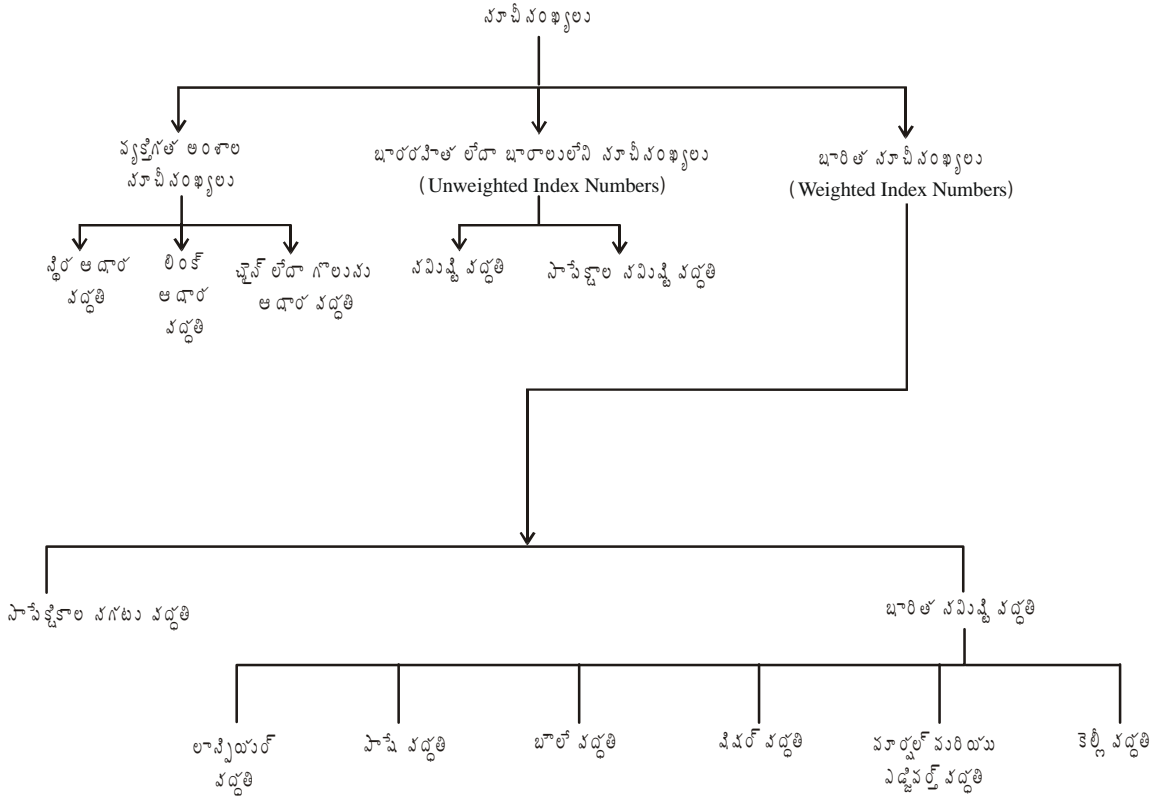 సూచీసంఖ్యలు
వ్యక్తిగత అంశాల
సూచీసంఖ్యలు
భారరహిత లేదా భారాలులేని సూచీసంఖ్యలు
(Unweighted Index Numbers)
భారిత సూచీసంఖ్యలు
(Weighted Index Numbers)
స్థిర ఆధార
పద్ధతి
లింక్
ఆధార
పద్ధతి
చైన్ లేదా గొలుసు
ఆధార పద్ధతి
సమిష్టి పద్ధతి
సాపేక్షాల సమిష్టి పద్ధతి
సాపేక్షికాల సగటు పద్ధతి
భారిత సమిష్టి పద్ధతి
లాస్పియర్
పద్ధతి
పాషే పద్ధతి
బౌలే పద్ధతి
ఫిషర్ పద్ధతి
మార్షల్ మరియు
ఎడ్జివర్త్ పద్ధతి
కెల్లీ పద్ధతి